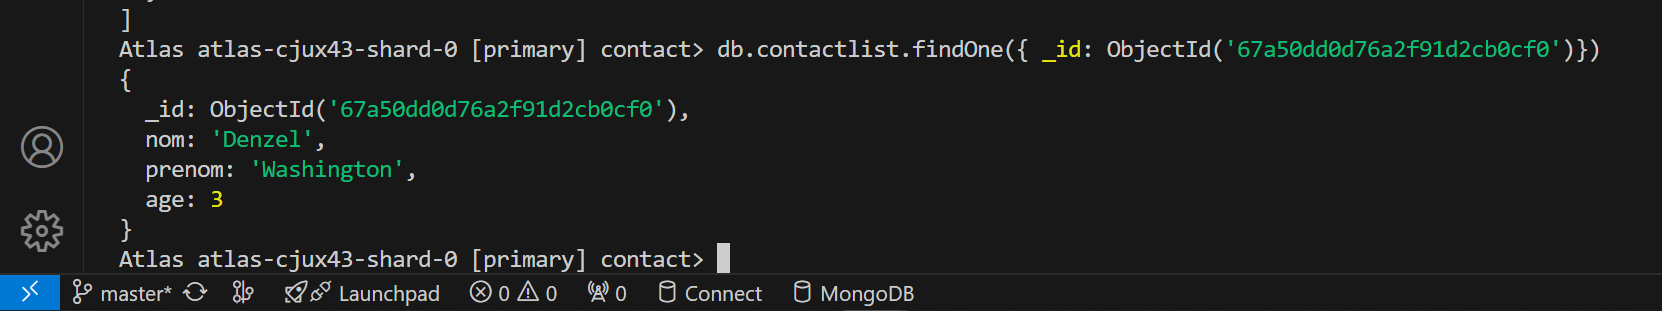 ]
Atlas atlas-cjux43-shard-0 [primary] contact> db.contactlist.findOne({ _id: ObjectId('67a50dd0d76a2f91d2cb0cf0')})
{
  _id: ObjectId('67a50dd0d76a2f91d2cb0cf0'),
  nom: 'Denzel',
  prenom: 'Washington',
  age: 3
}
Atlas atlas-cjux43-shard-0 [primary] contact>
master* Launchpad 0 0 0 Connect MongoDB